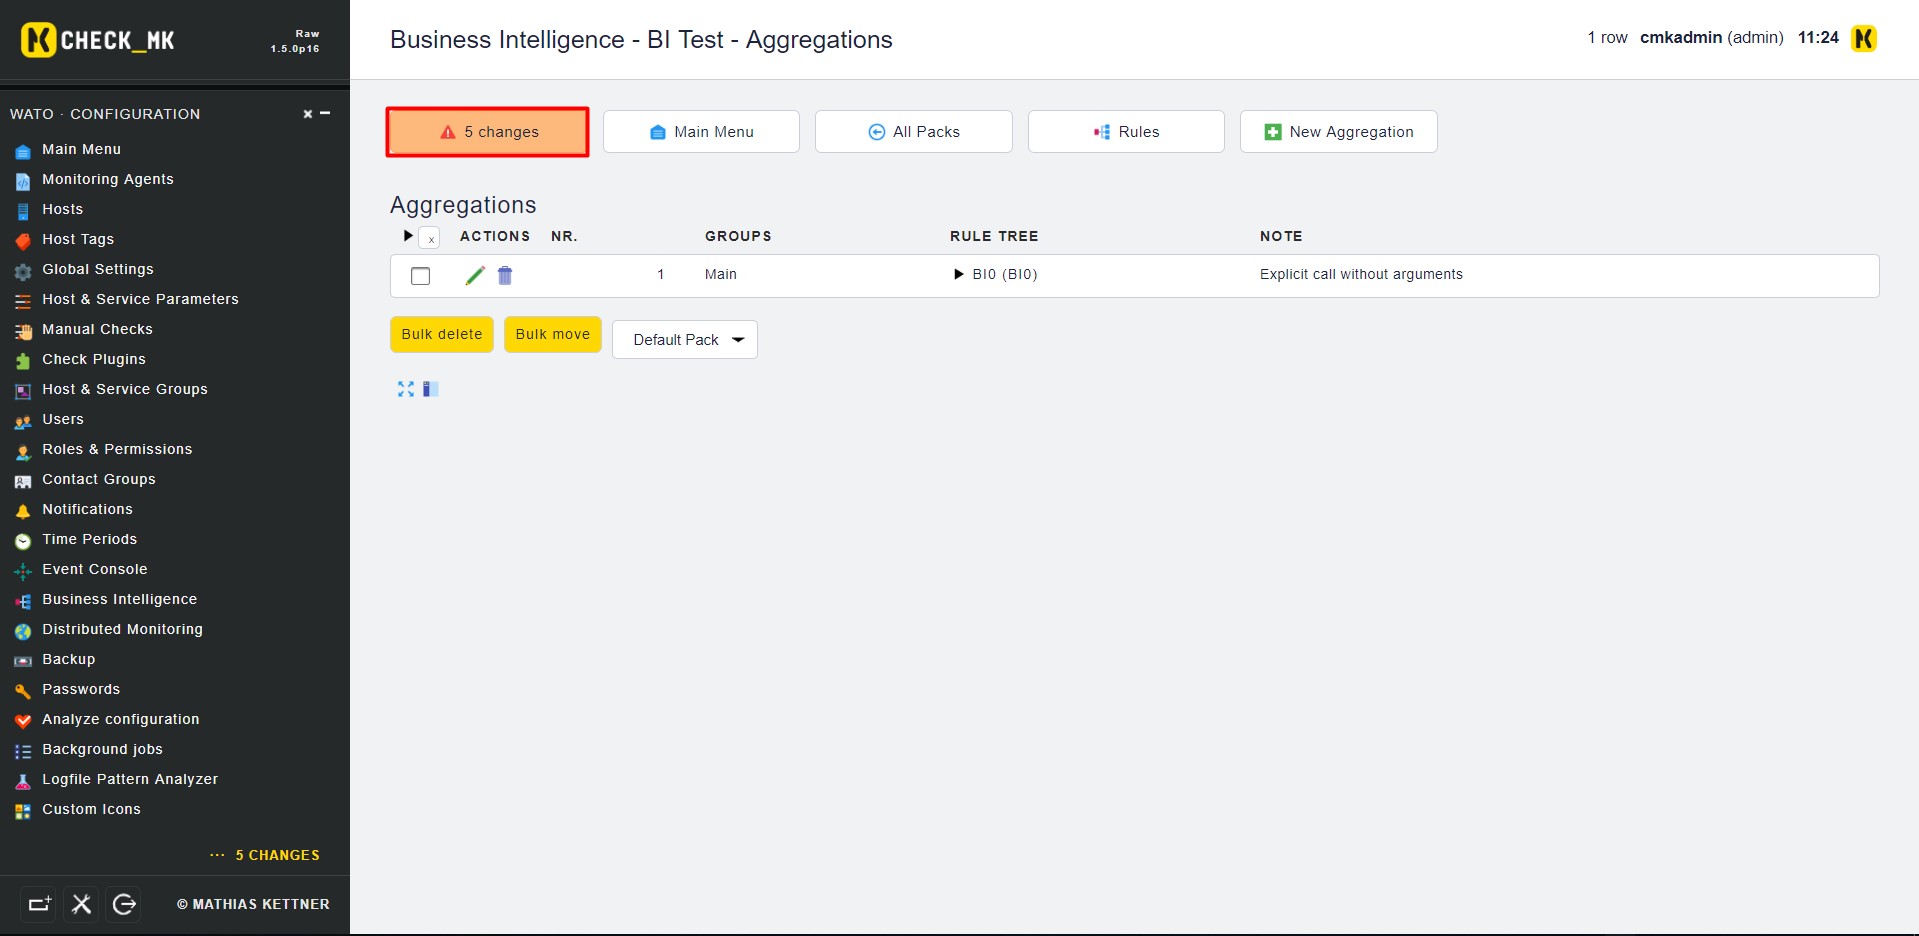 CHECK_MK
Raw
1.5.0p16
WATO · CONFIGURATION
Main Menu
Monitoring Agents
Hosts
Host Tags
Global Settings
Host & Service Parameters
Manual Checks
Check Plugins
Host & Service Groups
Users
Roles & Permissions
Contact Groups
Notifications
Time Periods
Event Console
Business Intelligence
Distributed Monitoring
Backup
Passwords
Analyze configuration
Background jobs
Logfile Pattern Analyzer
Custom Icons
··· 5 CHANGES
© MATHIAS KETTNER
Business Intelligence - BI Test - Aggregations
1 row cmkadmin (admin) 11:24
5 changes Main Menu All Packs Rules New Aggregation
Aggregations
x ACTIONS NR. GROUPS RULE TREE NOTE
1 Main BI0 (BI0) Explicit call without arguments
Bulk delete Bulk move Default Pack